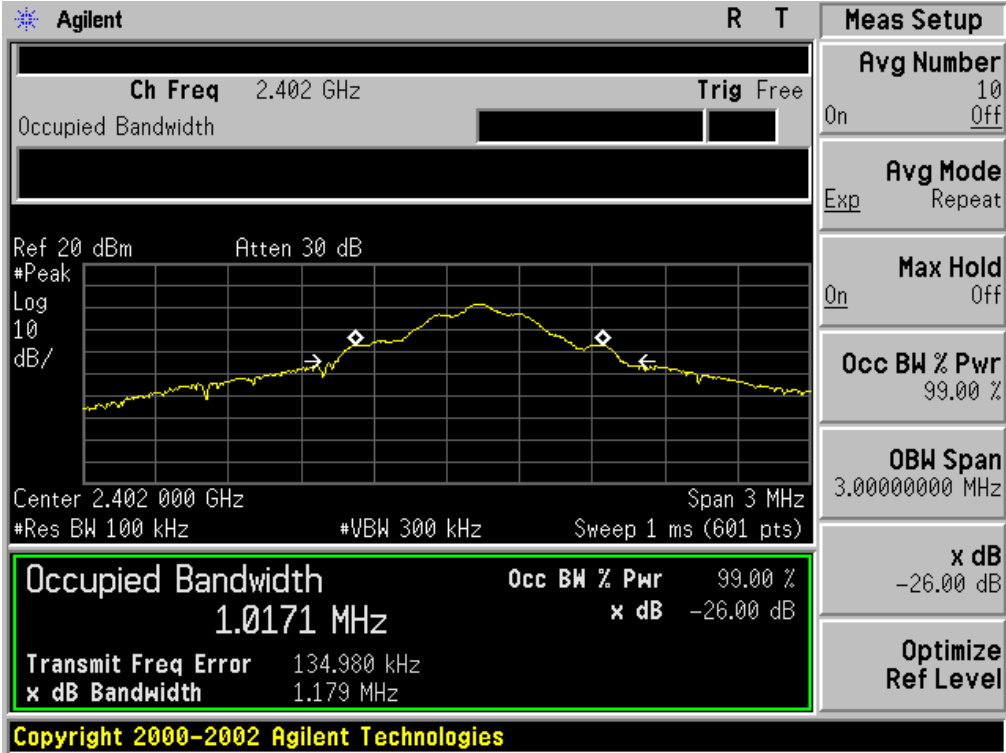 Agilent R T
Ch Freq 2.402 GHz Trig Free
Occupied Bandwidth
Ref 20 dBm Atten 30 dB
#Peak
Log
10
dB/
Center 2.402 000 GHz Span 3 MHz
#Res BW 100 kHz #VBW 300 kHz Sweep 1 ms (601 pts)
Occupied Bandwidth Occ BW % Pwr 99.00 %
1.0171 MHz x dB -26.00 dB
Transmit Freq Error 134.980 kHz
x dB Bandwidth 1.179 MHz
Copyright 2000-2002 Agilent Technologies
Meas Setup
Avg Number
10
On Off
Avg Mode
Exp Repeat
Max Hold
On Off
Occ BW % Pwr
99.00 %
OBW Span
3.00000000 MHz
x dB
-26.00 dB
Optimize
Ref Level